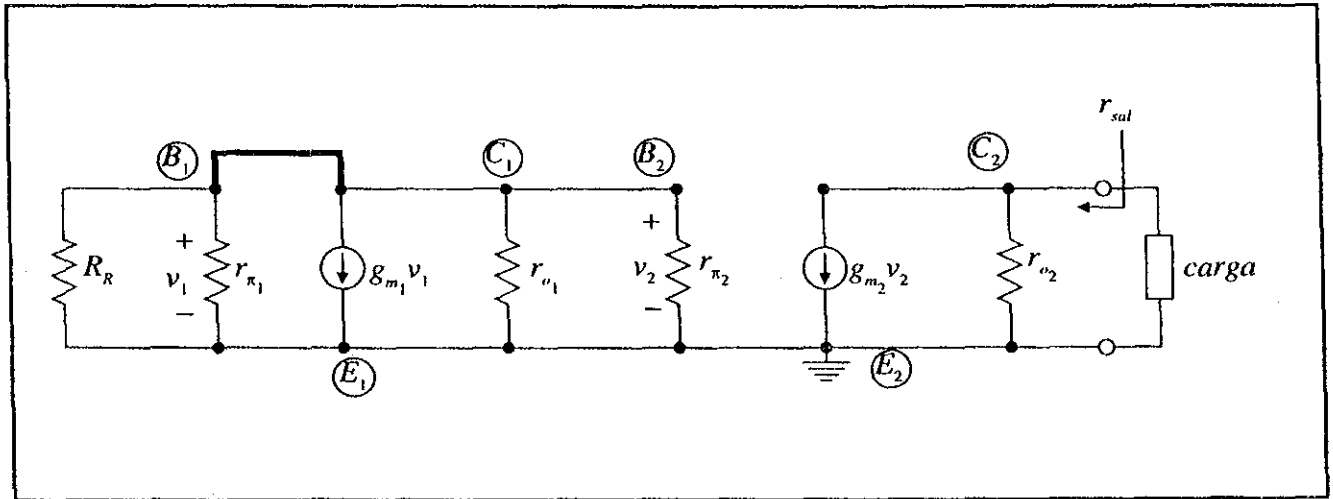 r_sal
B₁ C₁ B₂ C₂
R_R + v₁ − r_π₁ g_m₁ v₁ r_o₁ + v₂ − r_π₂ g_m₂ v₂ r_o₂ carga
E₁ E₂